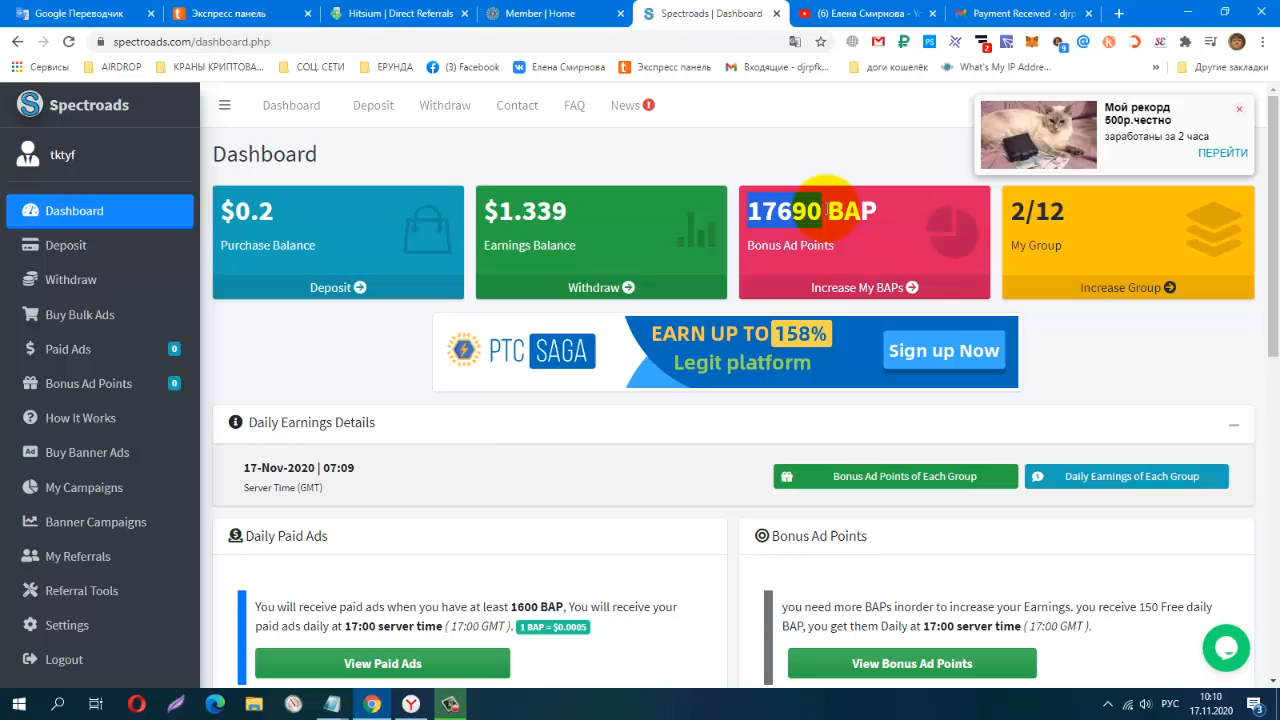 Google Переводчик
Экспресс панель
Hitsium | Direct Referrals
Member | Home
Spectroads | Dashboard
(6) Елена Смирнова - Yo
Payment Received - djrp
spectroads.com/dashboard.php
Сервисы
AIRDROP
КРАНЫ КРИПТОВА...
СОЦ. СЕТИ
ЕРУНДА
(3) Facebook
Елена Смирнова
Экспресс панель
Входящие - djrpfk...
доги кошелёк
What's My IP Addre...
Другие закладки
Spectroads
Dashboard
Deposit
Withdraw
Contact
FAQ
News
Мой рекорд
500р.честно
заработаны за 2 часа
ПЕРЕЙТИ
tktyf
Dashboard
Dashboard
Deposit
Withdraw
Buy Bulk Ads
Paid Ads 0
Bonus Ad Points 0
How It Works
Buy Banner Ads
My Campaigns
Banner Campaigns
My Referrals
Referral Tools
Settings
Logout
$0.2
Purchase Balance
Deposit
$1.339
Earnings Balance
Withdraw
17690 BAP
Bonus Ad Points
Increase My BAPs
2/12
My Group
Increase Group
PTC SAGA
EARN UP TO 158%
Legit platform
Sign up Now
Daily Earnings Details
17-Nov-2020 | 07:09
Server Time (GMT)
Bonus Ad Points of Each Group
Daily Earnings of Each Group
Daily Paid Ads
You will receive paid ads when you have at least 1600 BAP, You will receive your
paid ads daily at 17:00 server time ( 17:00 GMT ). 1 BAP = $0.0005
View Paid Ads
Bonus Ad Points
you need more BAPs inorder to increase your Earnings. you receive 150 Free daily
BAP, you get them Daily at 17:00 server time ( 17:00 GMT ).
View Bonus Ad Points
РУС
10:10
17.11.2020